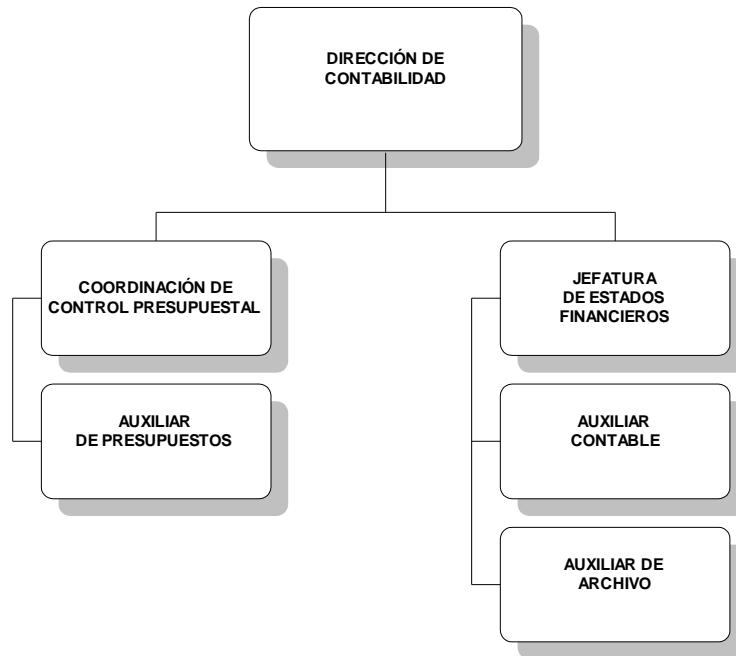 DIRECCIÓN DE
CONTABILIDAD
COORDINACIÓN DE
CONTROL PRESUPUESTAL
JEFATURA
DE ESTADOS
FINANCIEROS
AUXILIAR
DE PRESUPUESTOS
AUXILIAR
CONTABLE
AUXILIAR DE
ARCHIVO